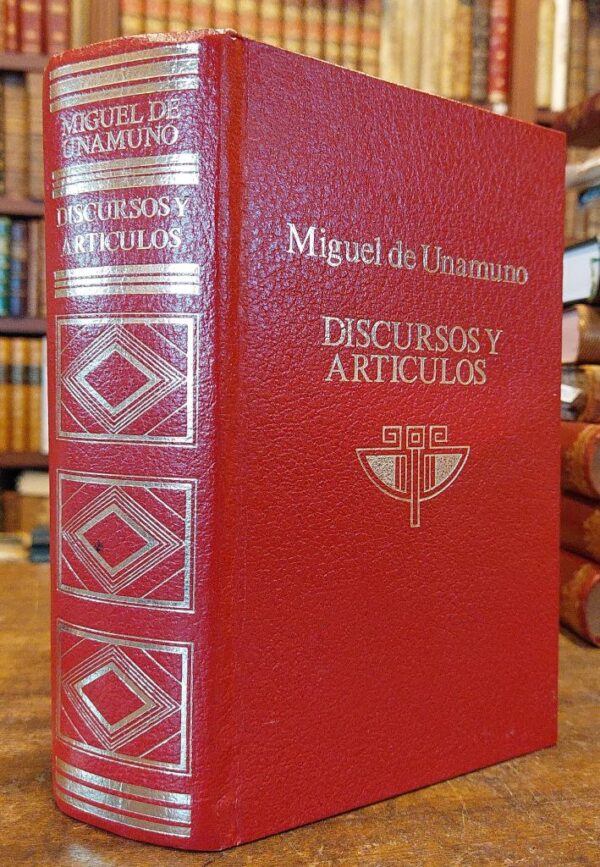 MIGUEL DE
UNAMUNO
DISCURSOS Y
ARTICULOS
Miguel de Unamuno
DISCURSOS Y
ARTICULOS